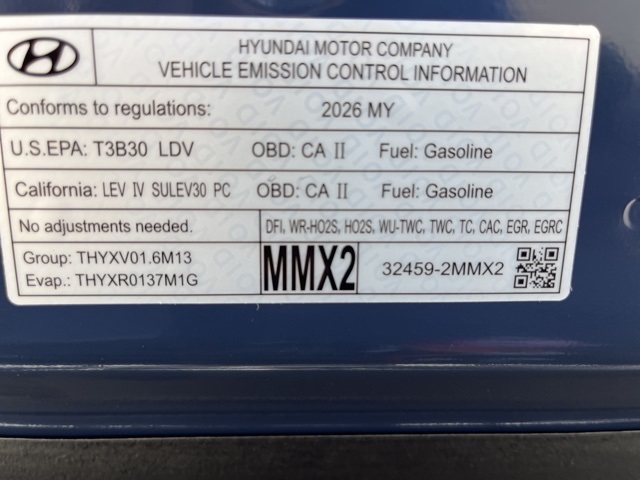 HYUNDAI MOTOR COMPANY
VEHICLE EMISSION CONTROL INFORMATION
Conforms to regulations: 2026 MY
U.S.EPA: T3B30 LDV OBD: CA II Fuel: Gasoline
California: LEV IV SULEV30 PC OBD: CA II Fuel: Gasoline
No adjustments needed. DFI, WR-HO2S, HO2S, WU-TWC, TWC, TC, CAC, EGR, EGRC
Group: THYXV01.6M13
Evap.: THYXR0137M1G
MMX2
32459-2MMX2